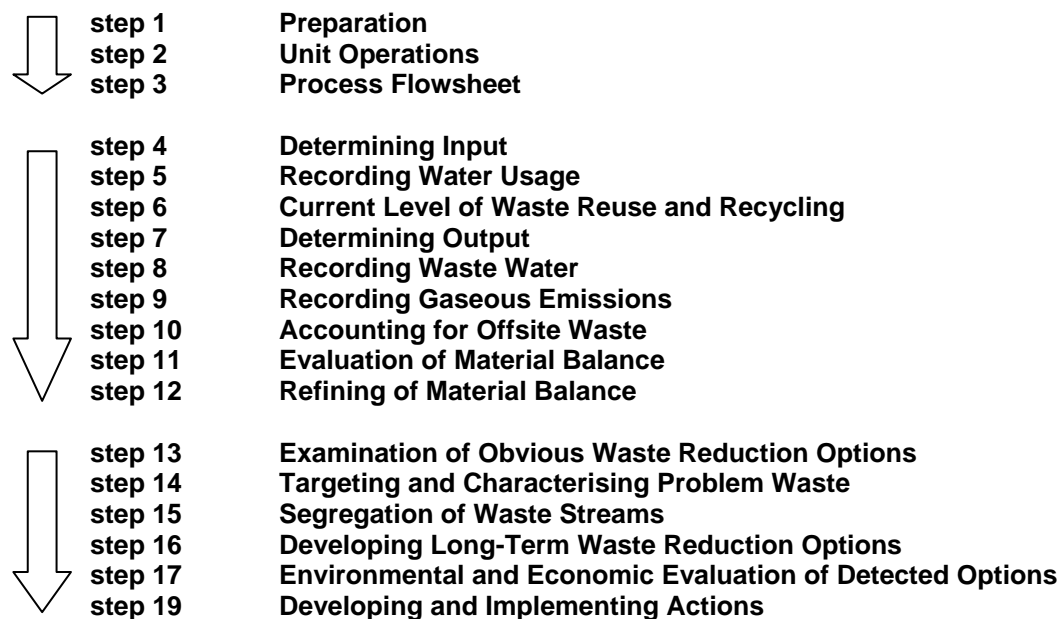 step 1 Preparation
step 2 Unit Operations
step 3 Process Flowsheet
step 4 Determining Input
step 5 Recording Water Usage
step 6 Current Level of Waste Reuse and Recycling
step 7 Determining Output
step 8 Recording Waste Water
step 9 Recording Gaseous Emissions
step 10 Accounting for Offsite Waste
step 11 Evaluation of Material Balance
step 12 Refining of Material Balance
step 13 Examination of Obvious Waste Reduction Options
step 14 Targeting and Characterising Problem Waste
step 15 Segregation of Waste Streams
step 16 Developing Long-Term Waste Reduction Options
step 17 Environmental and Economic Evaluation of Detected Options
step 19 Developing and Implementing Actions